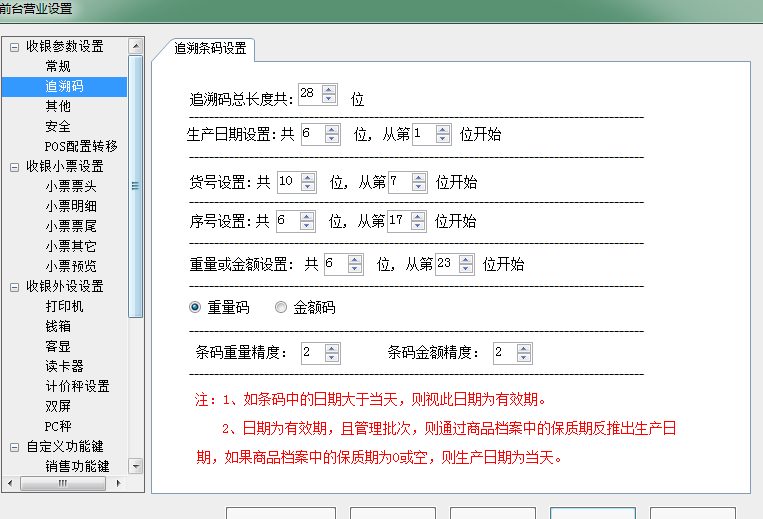 前台营业设置
收银参数设置
常规
追溯码
其他
安全
POS配置转移
收银小票设置
小票票头
小票明细
小票票尾
小票其它
小票预览
收银外设设置
打印机
钱箱
客显
读卡器
计价秤设置
双屏
PC秤
自定义功能键
销售功能键
追溯条码设置
追溯码总长度共: 28 位
生产日期设置: 共 6 位, 从第 1 位开始
货号设置: 共 10 位, 从第 7 位开始
序号设置: 共 6 位, 从第 17 位开始
重量或金额设置: 共 6 位, 从第 23 位开始
重量码 金额码
条码重量精度: 2 条码金额精度: 2
注: 1、如条码中的日期大于当天, 则视此日期为有效期。
2、日期为有效期, 且管理批次, 则通过商品档案中的保质期反推出生产日
期, 如果商品档案中的保质期为0或空, 则生产日期为当天。